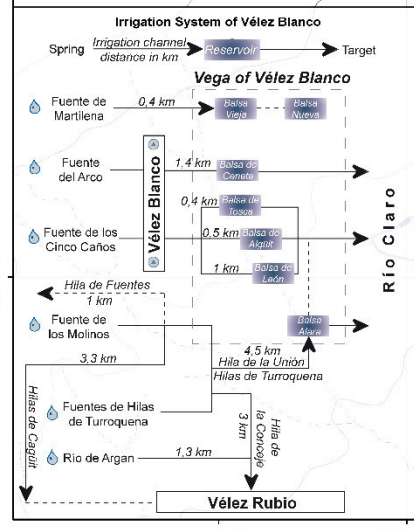 Irrigation System of Vélez Blanco
Spring
Irrigation channel
distance in km
Reservoir
Target
Vega of Vélez Blanco
Fuente de
Martilena
0,4 km
Balsa
Vieja
Balsa
Nueva
Fuente
del Arco
Vélez Blanco
1,4 km
Balsa de
Cenete
Río Claro
0,4 km
Balsa de
Tosca
Fuente de los
Cinco Caños
0,5 km
Balsa de
Algüit
1 km
Balsa de
León
Hila de Fuentes
1 km
Fuente de
los Molinos
Balsa
Alara
3,3 km
4,5 km
Hila de la Unión
Hilas de Turroquena
Hilas de Cagüit
Fuentes de Hilas
de Turroquena
Hila de
la Conceje
3 km
Río de Argan
1,3 km
Vélez Rubio